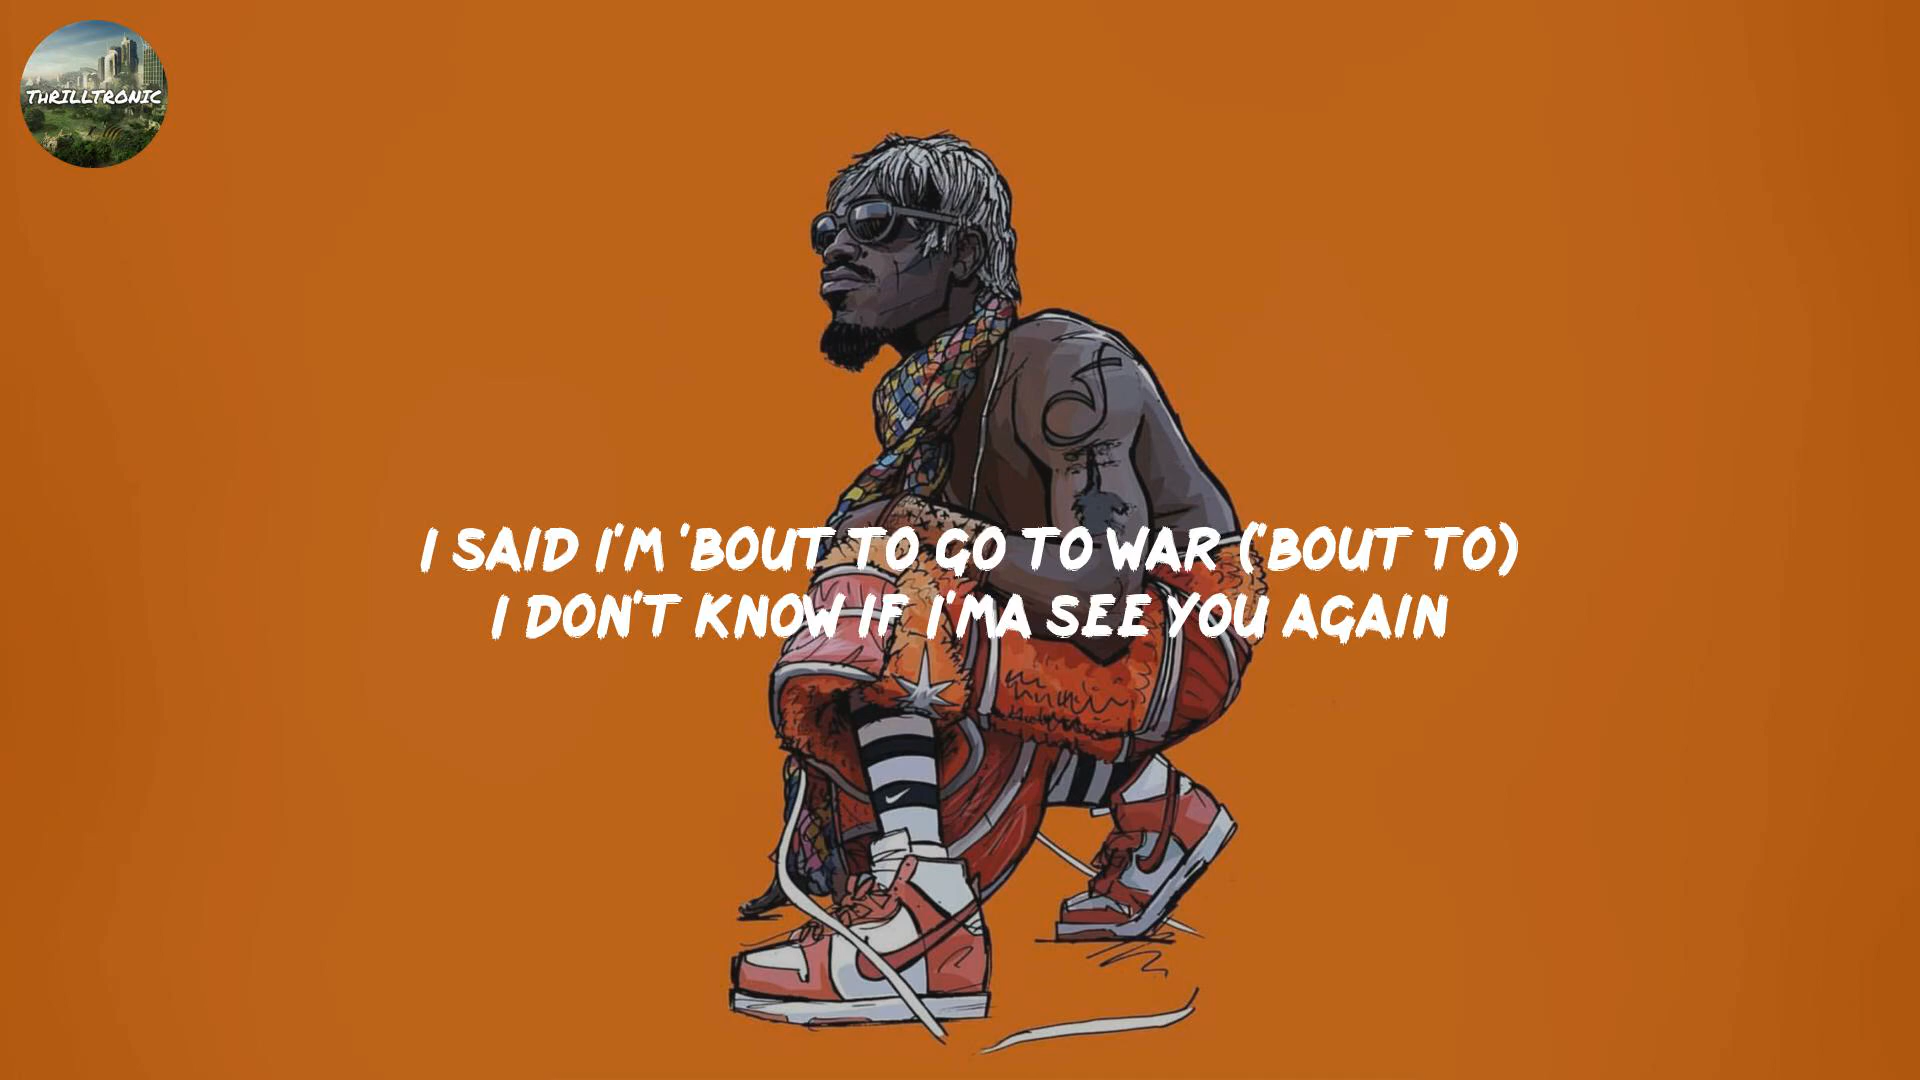 THRILLTRONIC
I SAID I'M 'BOUT TO GO TO WAR ('BOUT TO)
I DON'T KNOW IF I'MA SEE YOU AGAIN